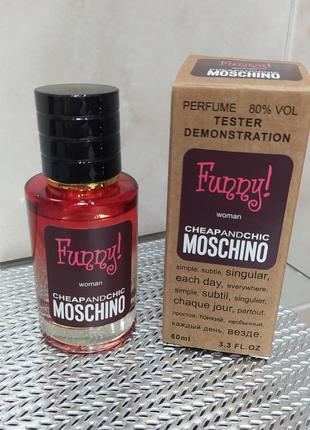 Funny!
woman
CHEAPANDCHIC
MOSCHINO
PERFUME 80% VOL
TESTER
DEMONSTRATION
Funny!
woman
CHEAPANDCHIC
MOSCHINO
simple, subtle, singular,
each day, everywhere,
simple, subtil, singulier,
chaque jour, partout.
простой, тонкий, необычный,
каждый день, везде.
60ml 3.3 FL.OZ